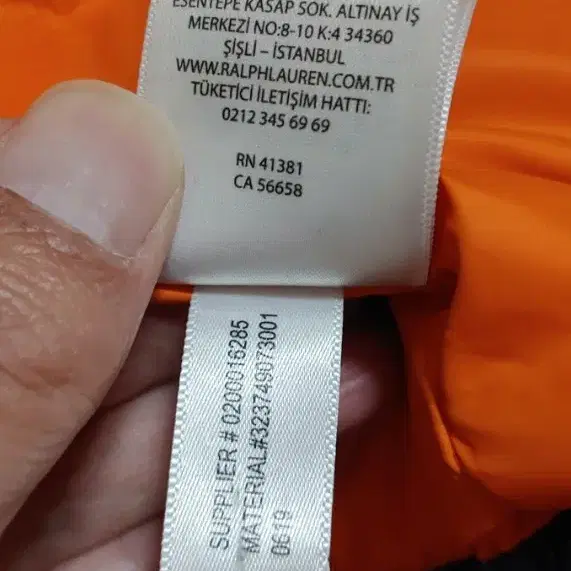 ESENTEPE KASAP SOK. ALTINAY İŞ
MERKEZİ NO:8-10 K:4 34360
ŞİŞLİ – İSTANBUL
WWW.RALPHLAUREN.COM.TR
TÜKETİCİ İLETİŞİM HATTI:
0212 345 69 69
RN 41381
CA 56658
SUPPLIER # 0200016285
MATERIAL#323749073001
0619